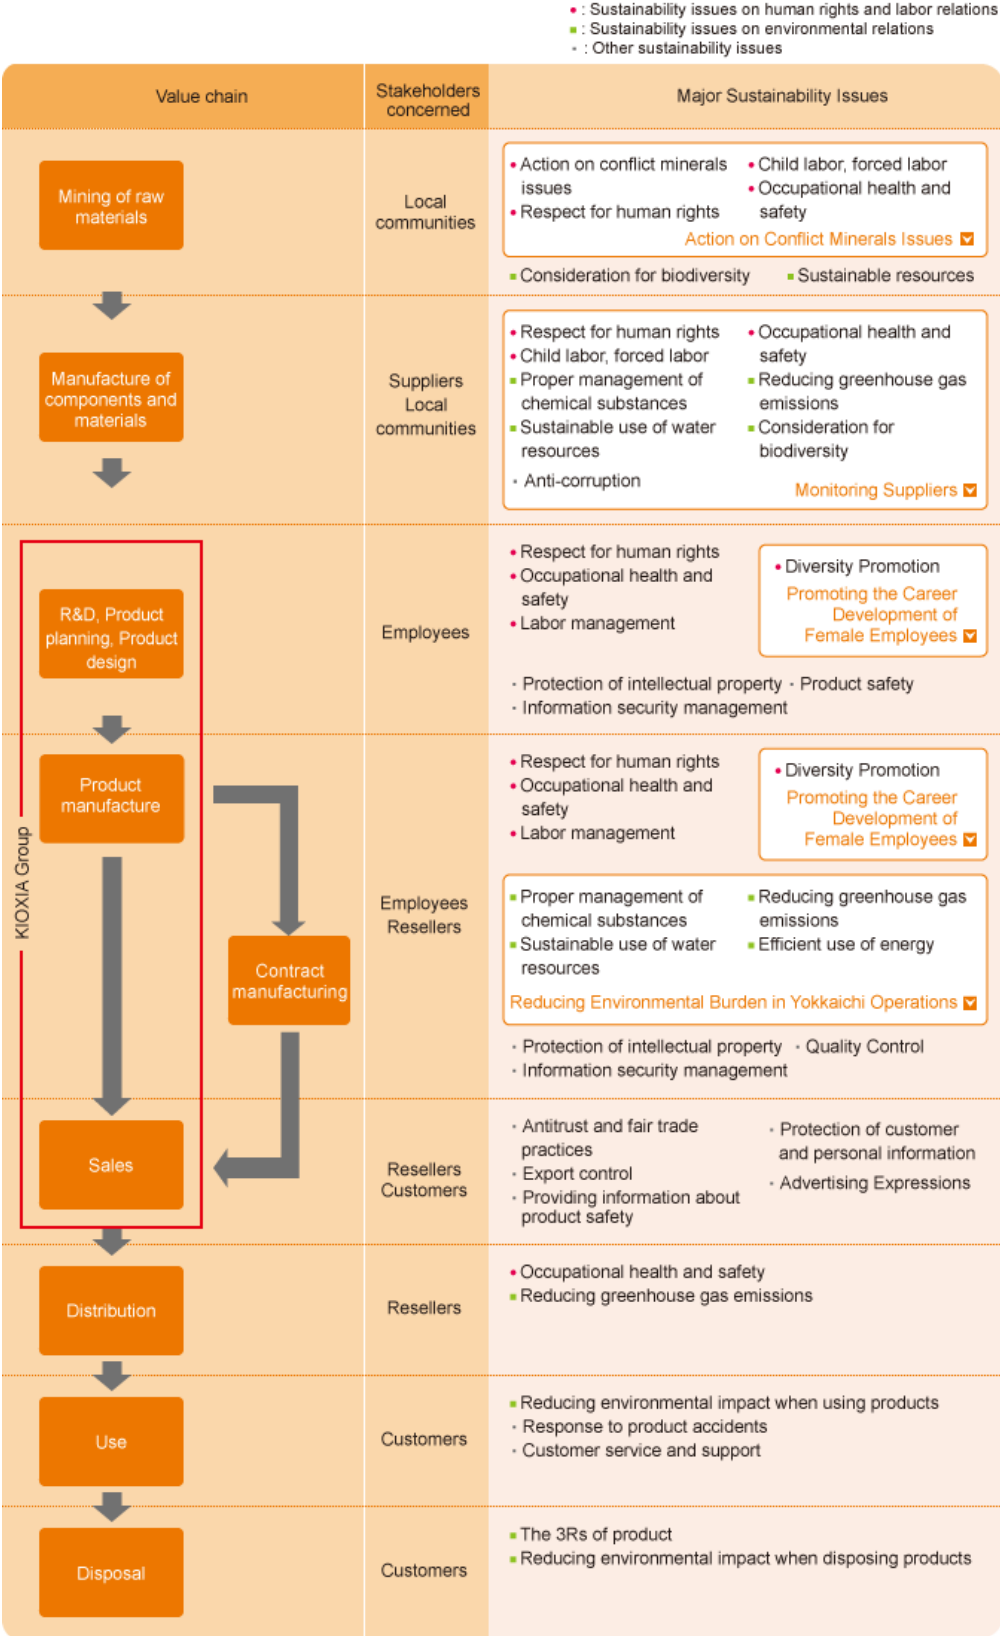 • : Sustainability issues on human rights and labor relations
▪ : Sustainability issues on environmental relations
・ : Other sustainability issues
Value chain
Stakeholders
concerned
Major Sustainability Issues
Mining of raw
materials
Local
communities
• Action on conflict minerals
issues
• Respect for human rights
• Child labor, forced labor
• Occupational health and
safety
Action on Conflict Minerals Issues
▪ Consideration for biodiversity
▪ Sustainable resources
Manufacture of
components and
materials
Suppliers
Local
communities
• Respect for human rights
• Child labor, forced labor
▪ Proper management of
chemical substances
▪ Sustainable use of water
resources
・ Anti-corruption
• Occupational health and
safety
▪ Reducing greenhouse gas
emissions
▪ Consideration for
biodiversity
Monitoring Suppliers
KIOXIA Group
R&D, Product
planning, Product
design
Employees
• Respect for human rights
• Occupational health and
safety
• Labor management
• Diversity Promotion
Promoting the Career
Development of
Female Employees
・ Protection of intellectual property ・ Product safety
・ Information security management
Product
manufacture
Contract
manufacturing
Employees
Resellers
• Respect for human rights
• Occupational health and
safety
• Labor management
• Diversity Promotion
Promoting the Career
Development of
Female Employees
▪ Proper management of
chemical substances
▪ Sustainable use of water
resources
▪ Reducing greenhouse gas
emissions
▪ Efficient use of energy
Reducing Environmental Burden in Yokkaichi Operations
・ Protection of intellectual property ・ Quality Control
・ Information security management
Sales
Resellers
Customers
・ Antitrust and fair trade
practices
・ Export control
・ Providing information about
product safety
・ Protection of customer
and personal information
・ Advertising Expressions
Distribution
Resellers
• Occupational health and safety
▪ Reducing greenhouse gas emissions
Use
Customers
▪ Reducing environmental impact when using products
・ Response to product accidents
・ Customer service and support
Disposal
Customers
▪ The 3Rs of product
▪ Reducing environmental impact when disposing products